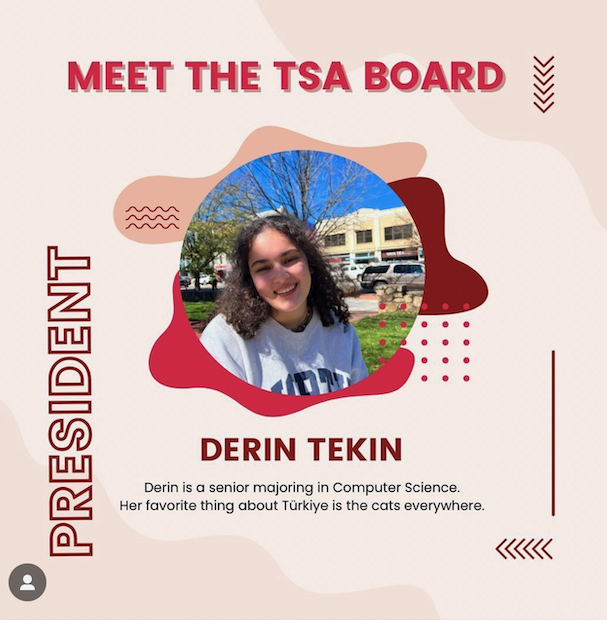 MEET THE TSA BOARD
PRESIDENT
DERIN TEKIN
Derin is a senior majoring in Computer Science.
Her favorite thing about Türkiye is the cats everywhere.